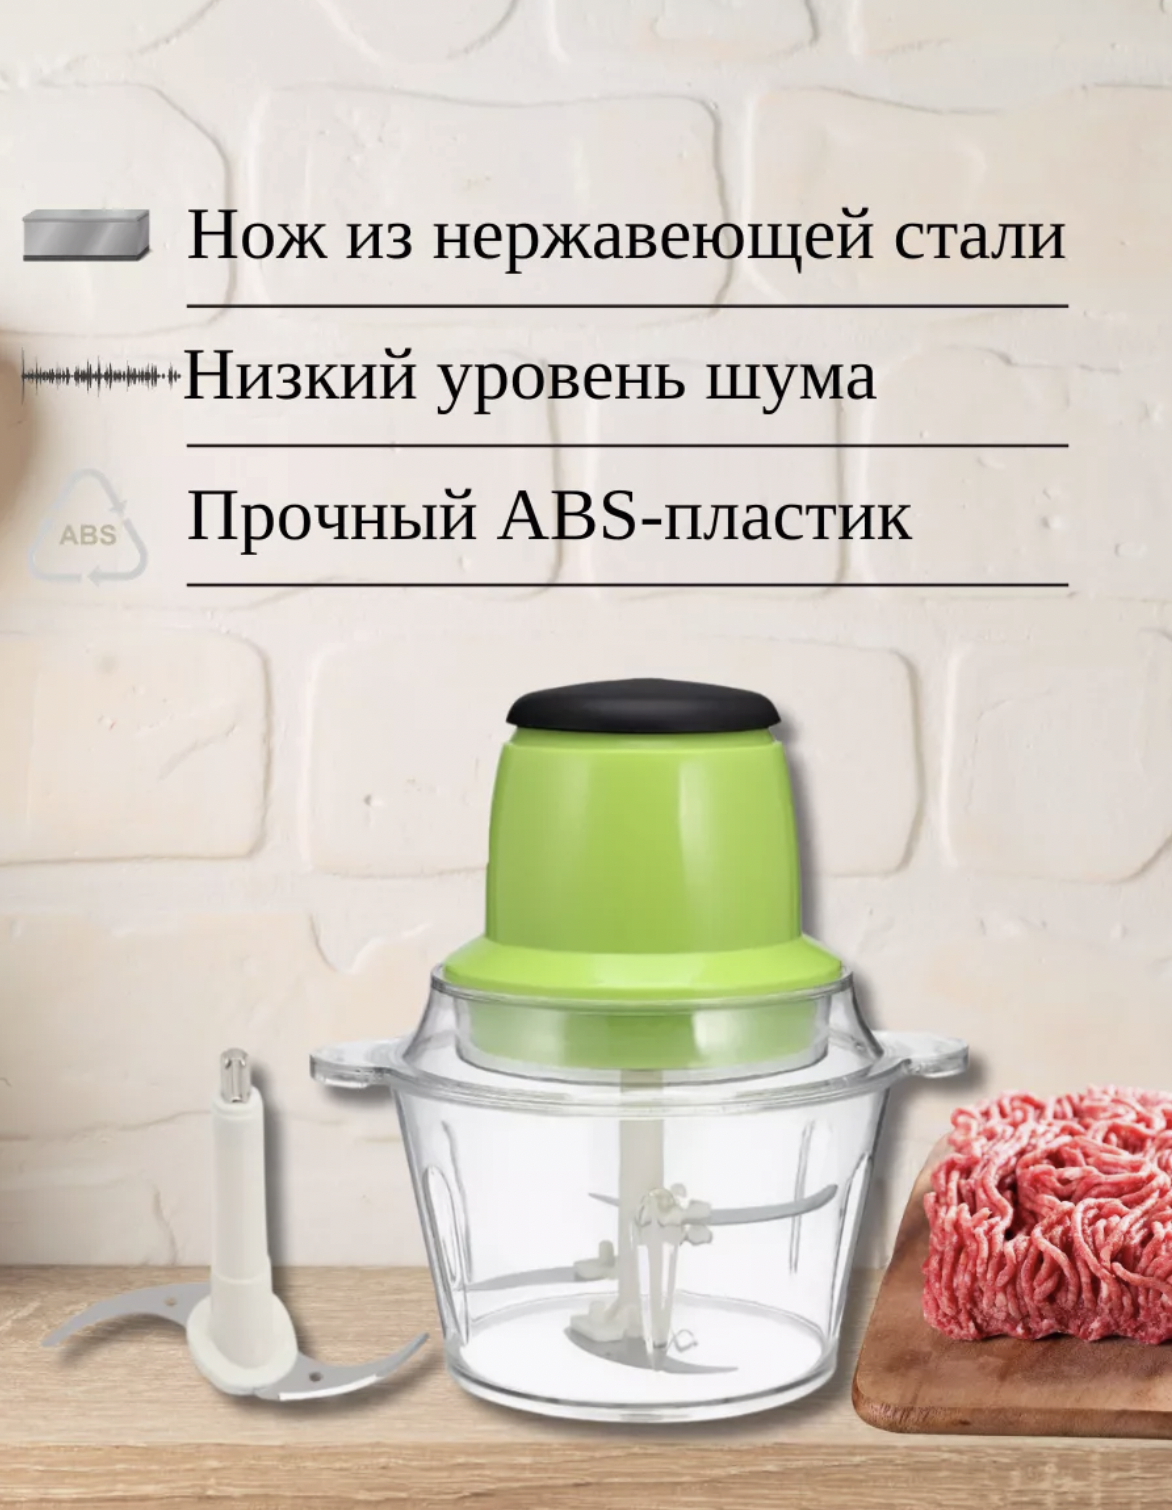 Нож из нержавеющей стали
Низкий уровень шума
ABS
Прочный ABS-пластик